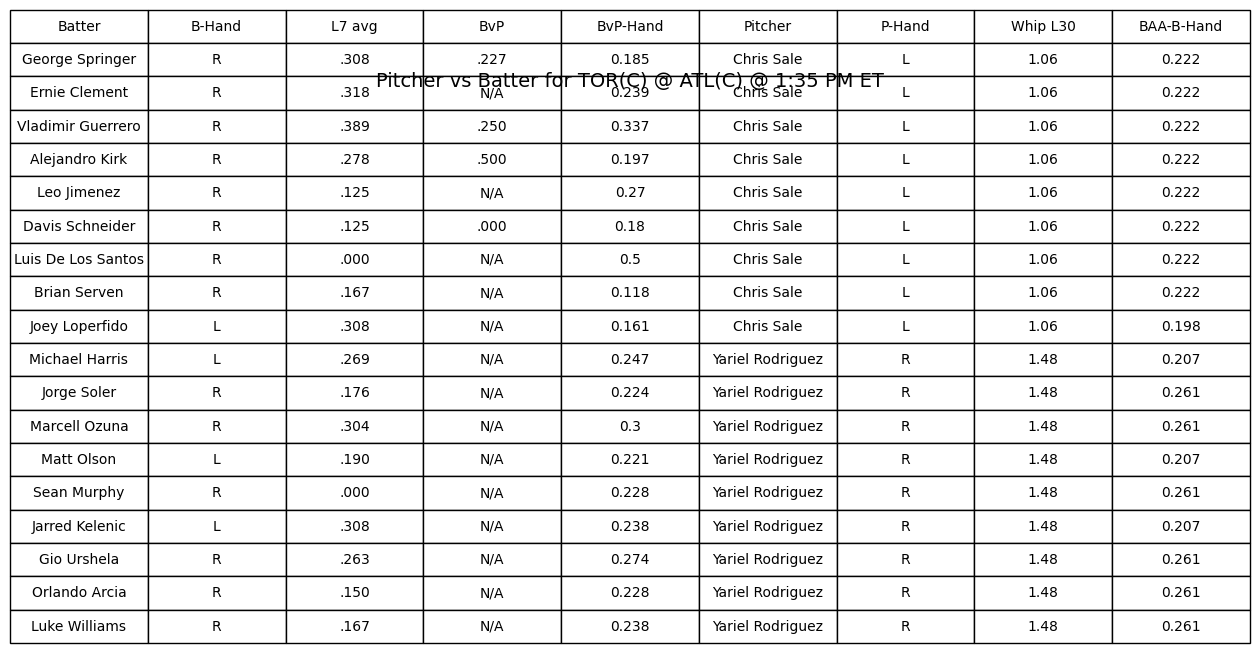 Batter B-Hand L7 avg BvP BvP-Hand Pitcher P-Hand Whip L30 BAA-B-Hand
George Springer R .308 .227 0.185 Chris Sale L 1.06 0.222
Pitcher vs Batter for TOR(C) @ ATL(C) @ 1:35 PM ET
Ernie Clement R .318 N/A 0.239 Chris Sale L 1.06 0.222
Vladimir Guerrero R .389 .250 0.337 Chris Sale L 1.06 0.222
Alejandro Kirk R .278 .500 0.197 Chris Sale L 1.06 0.222
Leo Jimenez R .125 N/A 0.27 Chris Sale L 1.06 0.222
Davis Schneider R .125 .000 0.18 Chris Sale L 1.06 0.222
Luis De Los Santos R .000 N/A 0.5 Chris Sale L 1.06 0.222
Brian Serven R .167 N/A 0.118 Chris Sale L 1.06 0.222
Joey Loperfido L .308 N/A 0.161 Chris Sale L 1.06 0.198
Michael Harris L .269 N/A 0.247 Yariel Rodriguez R 1.48 0.207
Jorge Soler R .176 N/A 0.224 Yariel Rodriguez R 1.48 0.261
Marcell Ozuna R .304 N/A 0.3 Yariel Rodriguez R 1.48 0.261
Matt Olson L .190 N/A 0.221 Yariel Rodriguez R 1.48 0.207
Sean Murphy R .000 N/A 0.228 Yariel Rodriguez R 1.48 0.261
Jarred Kelenic L .308 N/A 0.238 Yariel Rodriguez R 1.48 0.207
Gio Urshela R .263 N/A 0.274 Yariel Rodriguez R 1.48 0.261
Orlando Arcia R .150 N/A 0.228 Yariel Rodriguez R 1.48 0.261
Luke Williams R .167 N/A 0.238 Yariel Rodriguez R 1.48 0.261